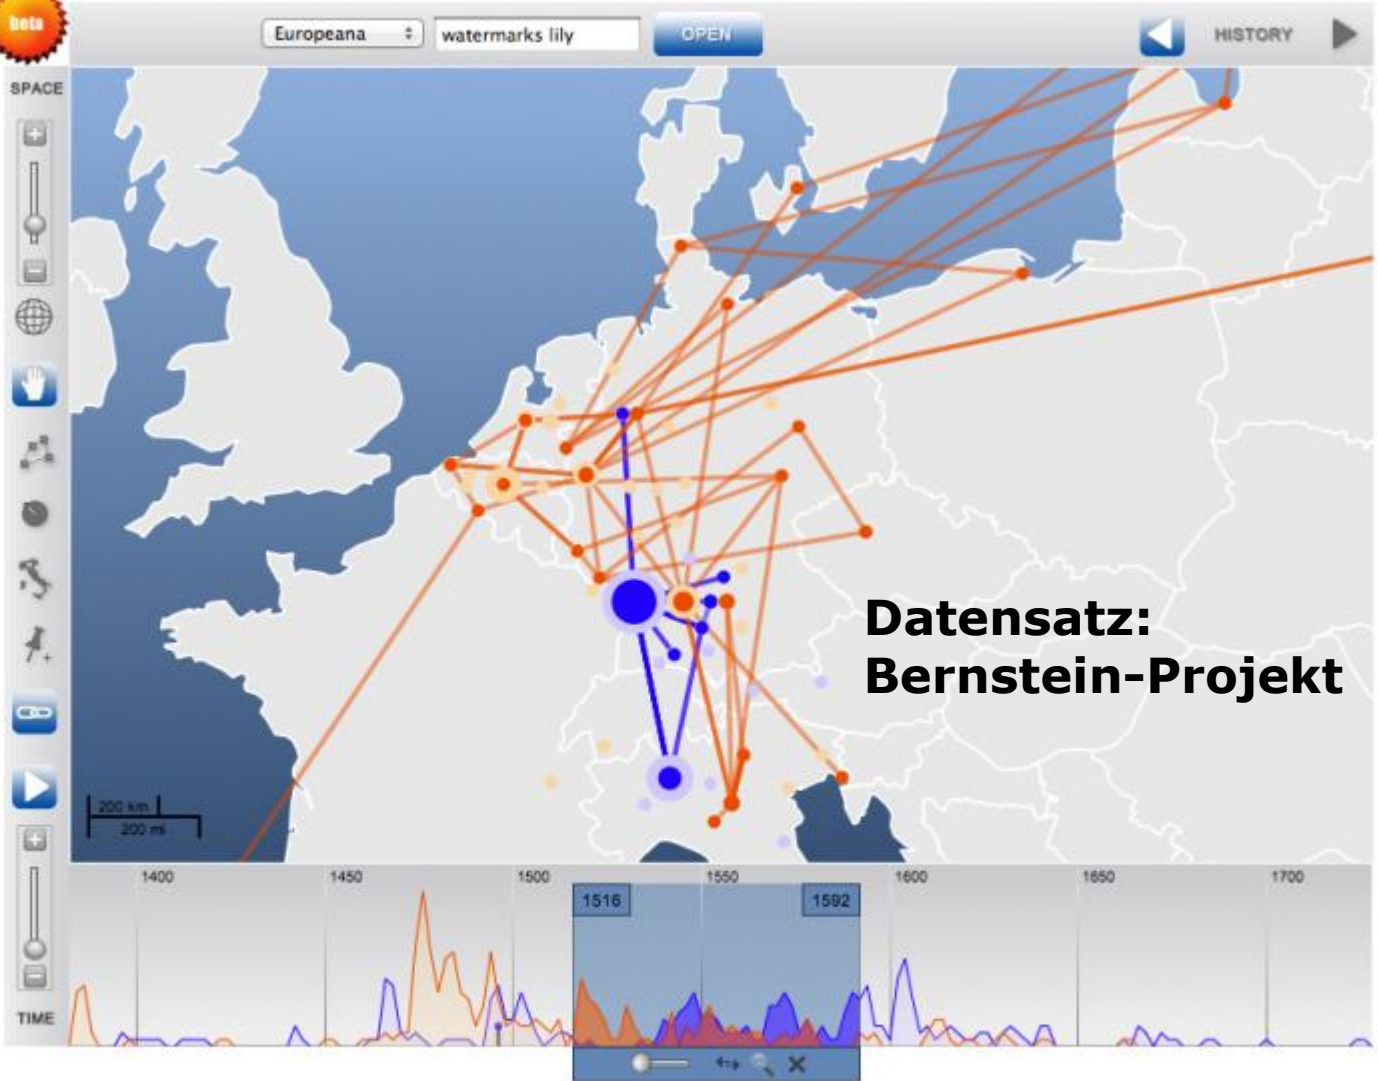 beta
Europeana watermarks lily OPEN HISTORY
SPACE
Datensatz:
Bernstein-Projekt
200 km
200 mi
1400 1450 1500 1550 1600 1650 1700
1516 1592
TIME